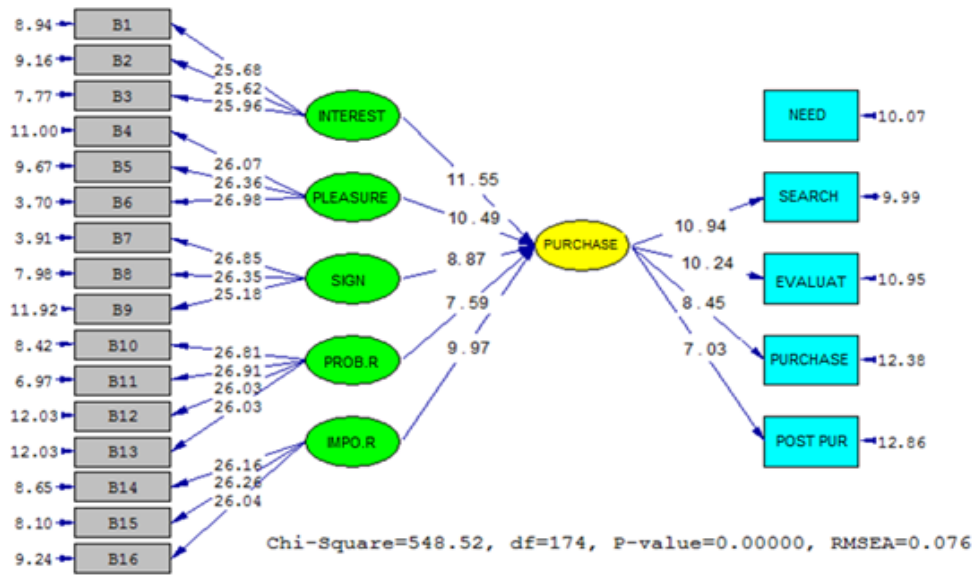 8.94 B1
9.16 B2
7.77 B3
11.00 B4
9.67 B5
3.70 B6
3.91 B7
7.98 B8
11.92 B9
8.42 B10
6.97 B11
12.03 B12
12.03 B13
8.65 B14
8.10 B15
9.24 B16
25.68
25.62
25.96
26.07
26.36
26.98
26.85
26.35
25.18
26.81
26.91
26.03
26.03
26.16
26.26
26.04
INTEREST
PLEASURE
SIGN
PROB.R
IMPO.R
11.55
10.49
8.87
7.59
9.97
PURCHASE
10.94
10.24
8.45
7.03
NEED 10.07
SEARCH 9.99
EVALUAT 10.95
PURCHASE 12.38
POST PUR 12.86
Chi-Square=548.52, df=174, P-value=0.00000, RMSEA=0.076